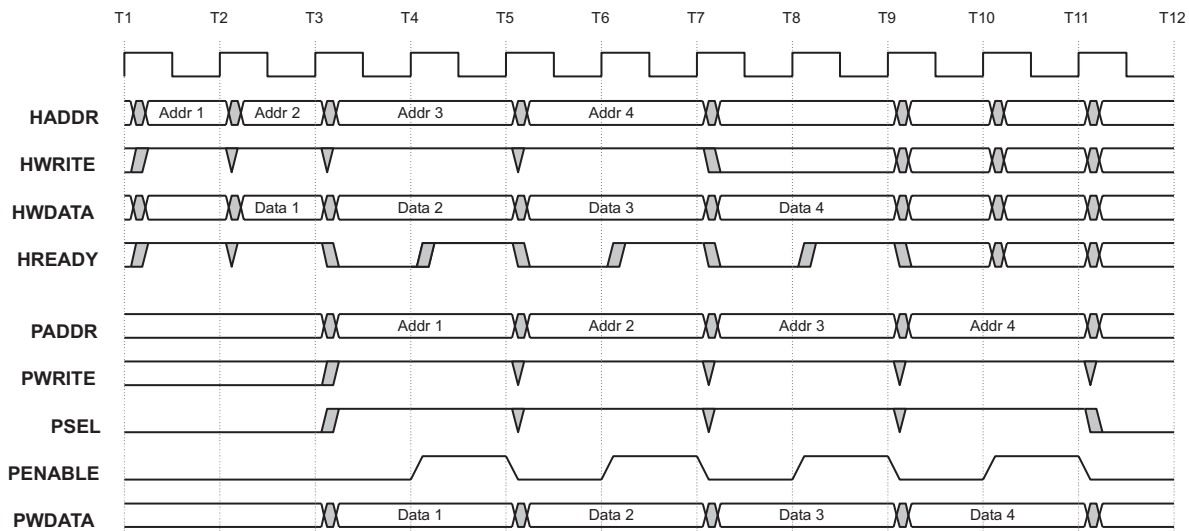 T1 T2 T3 T4 T5 T6 T7 T8 T9 T10 T11 T12
HADDR Addr 1 Addr 2 Addr 3 Addr 4
HWRITE
HWDATA Data 1 Data 2 Data 3 Data 4
HREADY
PADDR Addr 1 Addr 2 Addr 3 Addr 4
PWRITE
PSEL
PENABLE
PWDATA Data 1 Data 2 Data 3 Data 4